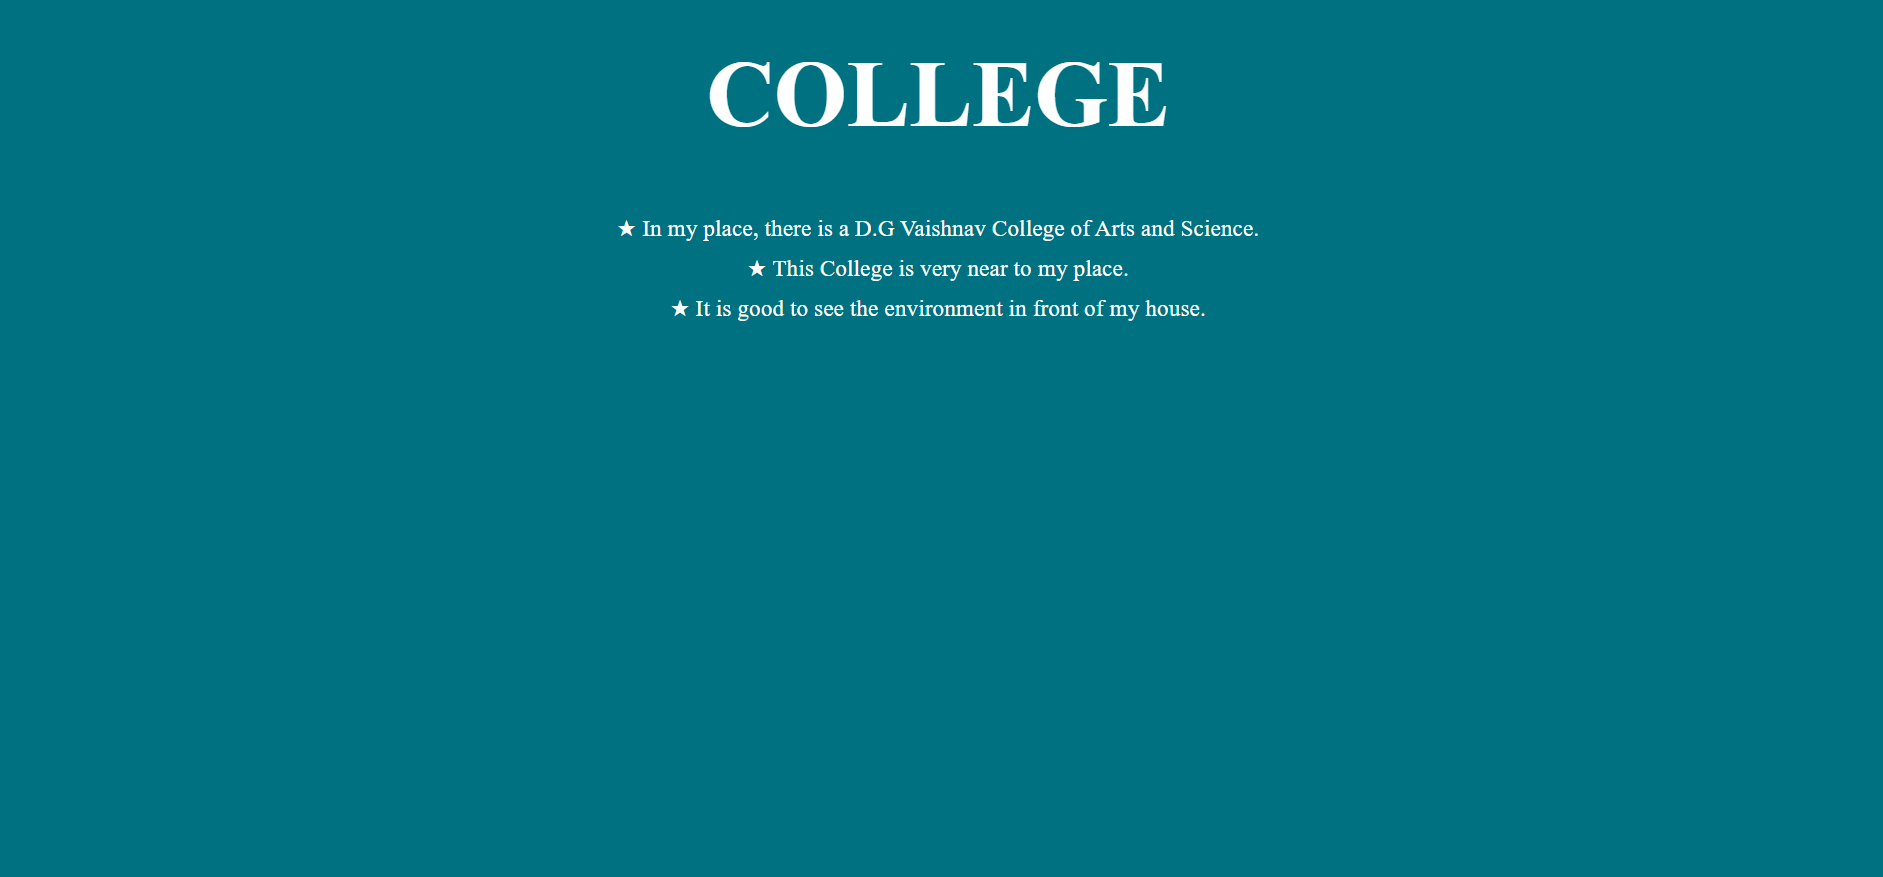 COLLEGE
★ In my place, there is a D.G Vaishnav College of Arts and Science.
★ This College is very near to my place.
★ It is good to see the environment in front of my house.